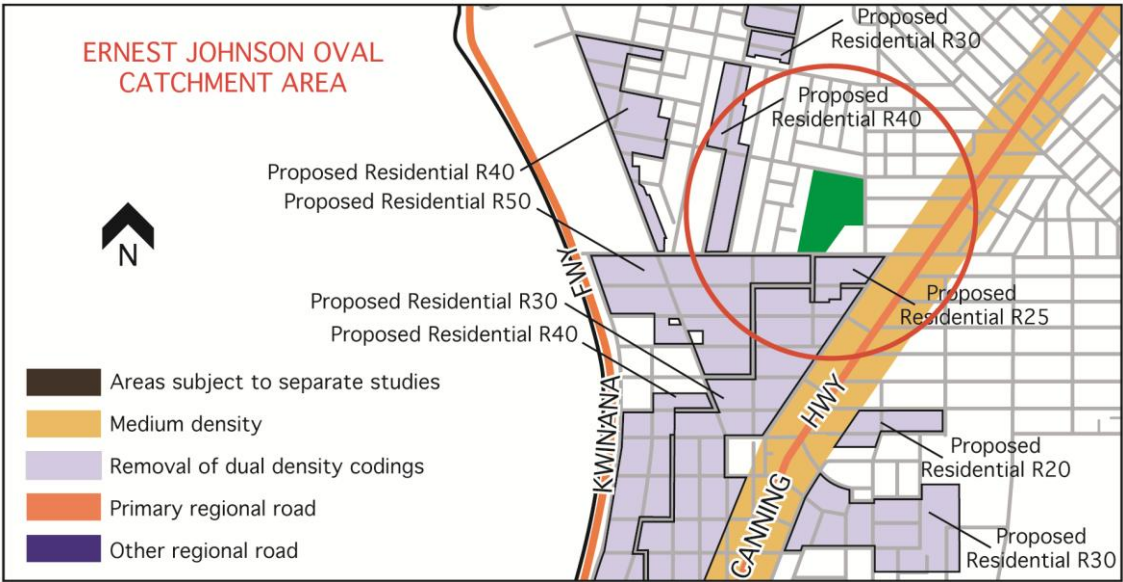 ERNEST JOHNSON OVAL
CATCHMENT AREA
Proposed
Residential R30
Proposed
Residential R40
Proposed Residential R40
Proposed Residential R50
N
KWINANA FWY
Proposed Residential R30
Proposed Residential R40
Proposed
Residential R25
CANNING HWY
Proposed
Residential R20
Proposed
Residential R30
Areas subject to separate studies
Medium density
Removal of dual density codings
Primary regional road
Other regional road